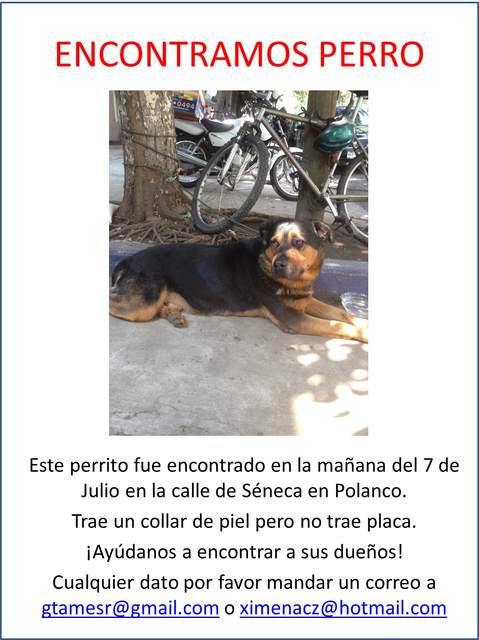 ENCONTRAMOS PERRO
0494
Este perrito fue encontrado en la mañana del 7 de
Julio en la calle de Séneca en Polanco.
Trae un collar de piel pero no trae placa.
¡Ayúdanos a encontrar a sus dueños!
Cualquier dato por favor mandar un correo a
gtamesr@gmail.com o ximenacz@hotmail.com